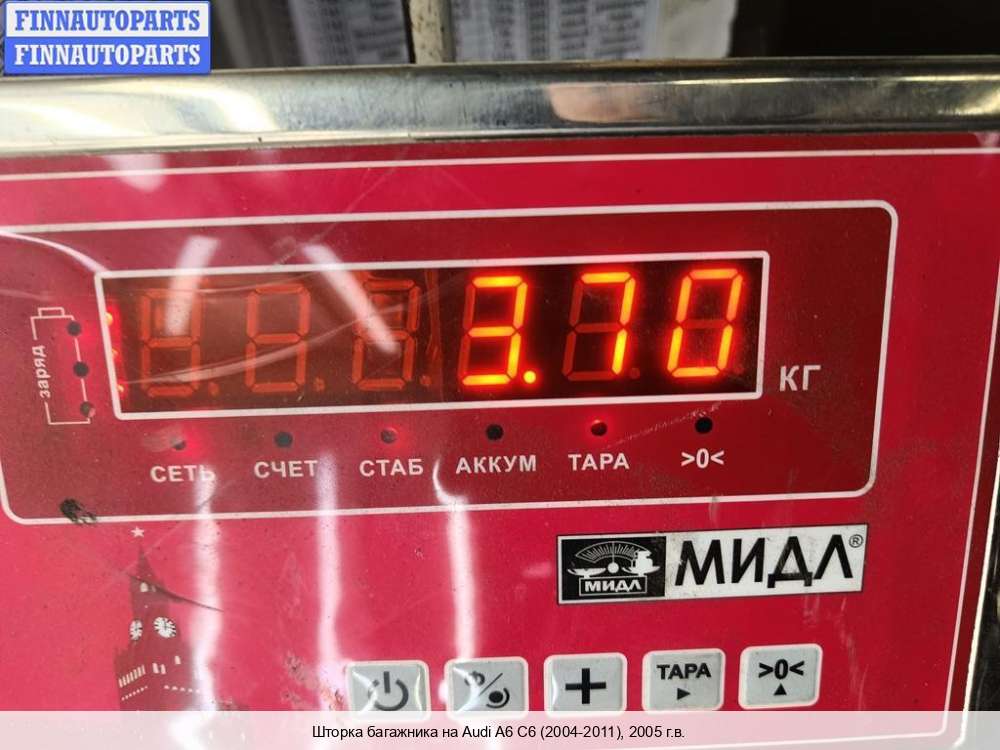 FINNAUTOPARTS
FINNAUTOPARTS
3.70
КГ
заряд
СЕТЬ СЧЕТ СТАБ АККУМ ТАРА >0<
МИДЛ МИДЛ®
ТАРА >0<
Шторка багажника на Audi A6 C6 (2004-2011), 2005 г.в.